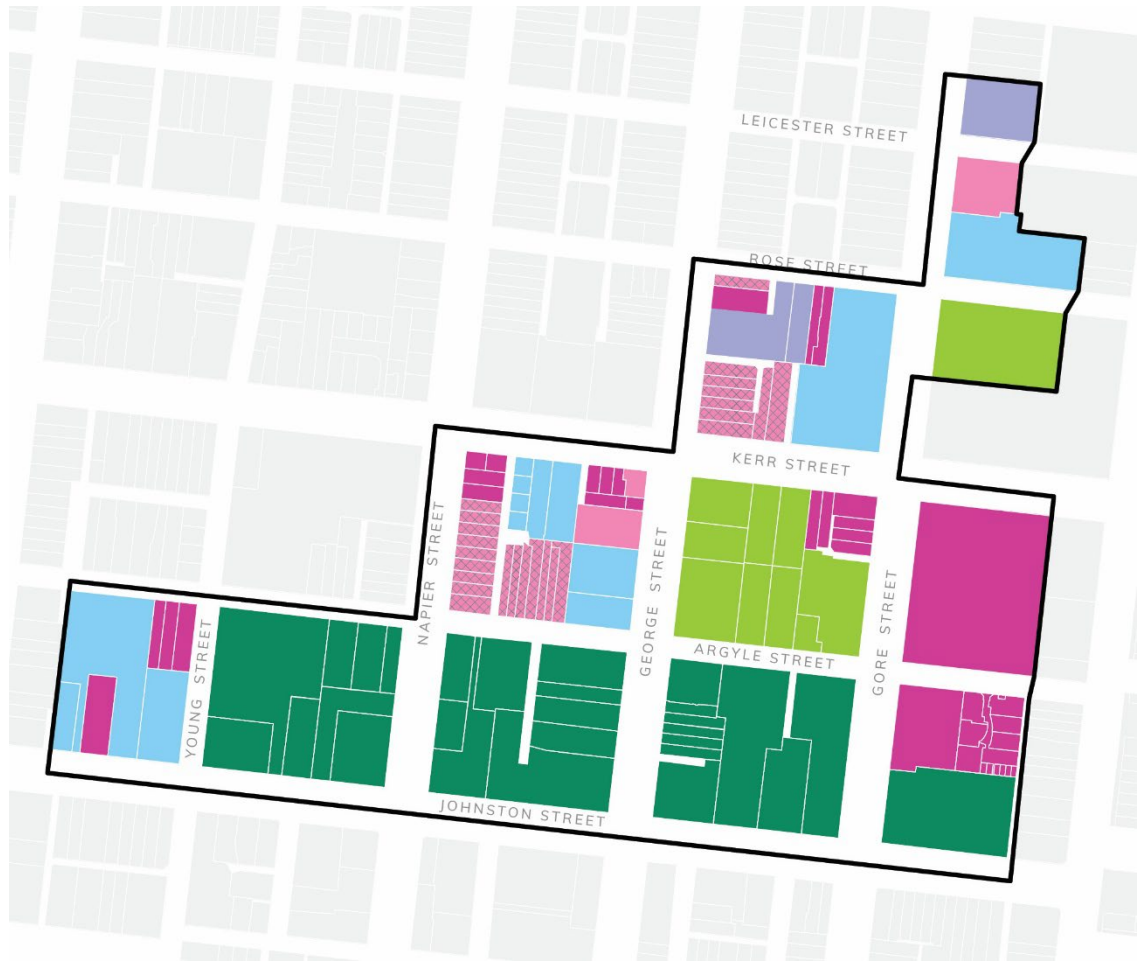 LEICESTER STREET
ROSE STREET
KERR STREET
NAPIER STREET
GEORGE STREET
GORE STREET
YOUNG STREET
ARGYLE STREET
JOHNSTON STREET